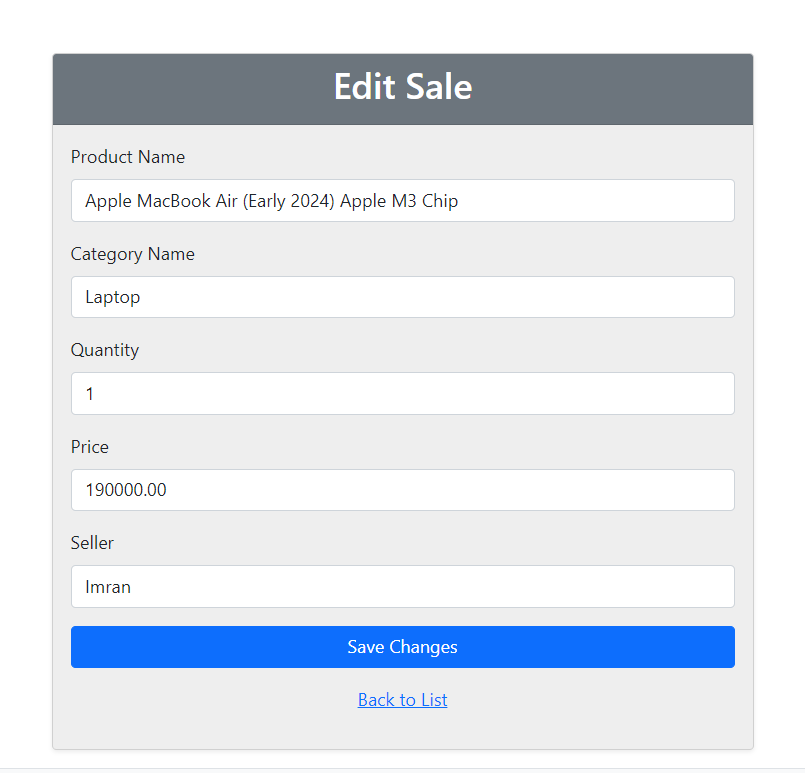 Edit Sale
Product Name
Apple MacBook Air (Early 2024) Apple M3 Chip
Category Name
Laptop
Quantity
1
Price
190000.00
Seller
Imran
Save Changes
Back to List